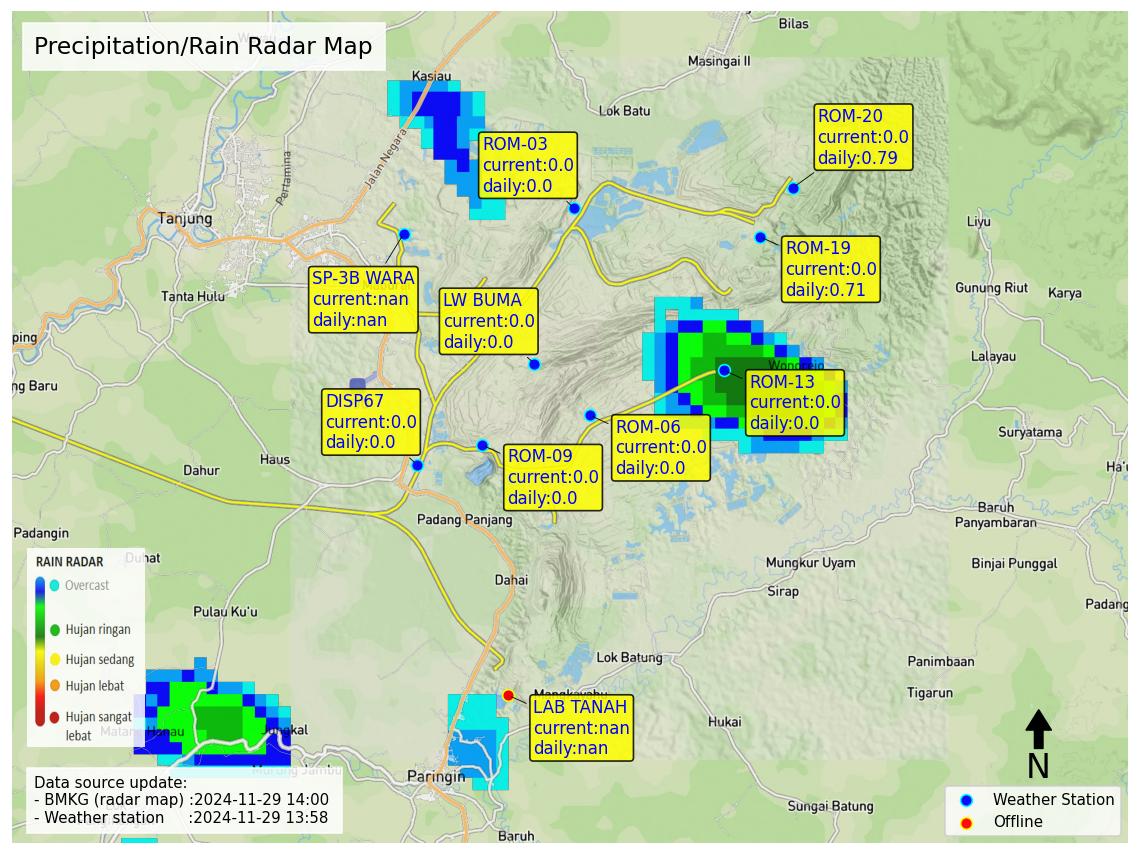 Precipitation/Rain Radar Map
Bilas
Masingai II
Kasiau
Lok Batu
Jalan Negara
Pertamina
Tanjung
Tanta Hulu
ROM-20
current:0.0
daily:0.79
ROM-03
current:0.0
daily:0.0
ROM-19
current:0.0
daily:0.71
SP-3B WARA
current:nan
daily:nan
LW BUMA
current:0.0
daily:0.0
Liyu
Gunung Riut
Karya
Lalayau
Suryatama
ping
ng Baru
DISP67
current:0.0
daily:0.0
ROM-13
current:0.0
daily:0.0
ROM-06
current:0.0
daily:0.0
ROM-09
current:0.0
daily:0.0
Haus
Dahur
Padang Panjang
Baruh
Panyambaran
Ha'u
Padangin
Duhat
Dahai
Mungkur Uyam
Sirap
Binjai Punggal
Padang
RAIN RADAR
Overcast
Hujan ringan
Hujan sedang
Hujan lebat
Hujan sangat
lebat
Pulau Ku'u
Lok Batung
Panimbaan
Tigarun
Hukai
LAB TANAH
current:nan
daily:nan
Paringin
Sungai Batung
Baruh
Data source update:
- BMKG (radar map) :2024-11-29 14:00
- Weather station :2024-11-29 13:58
N
Weather Station
Offline